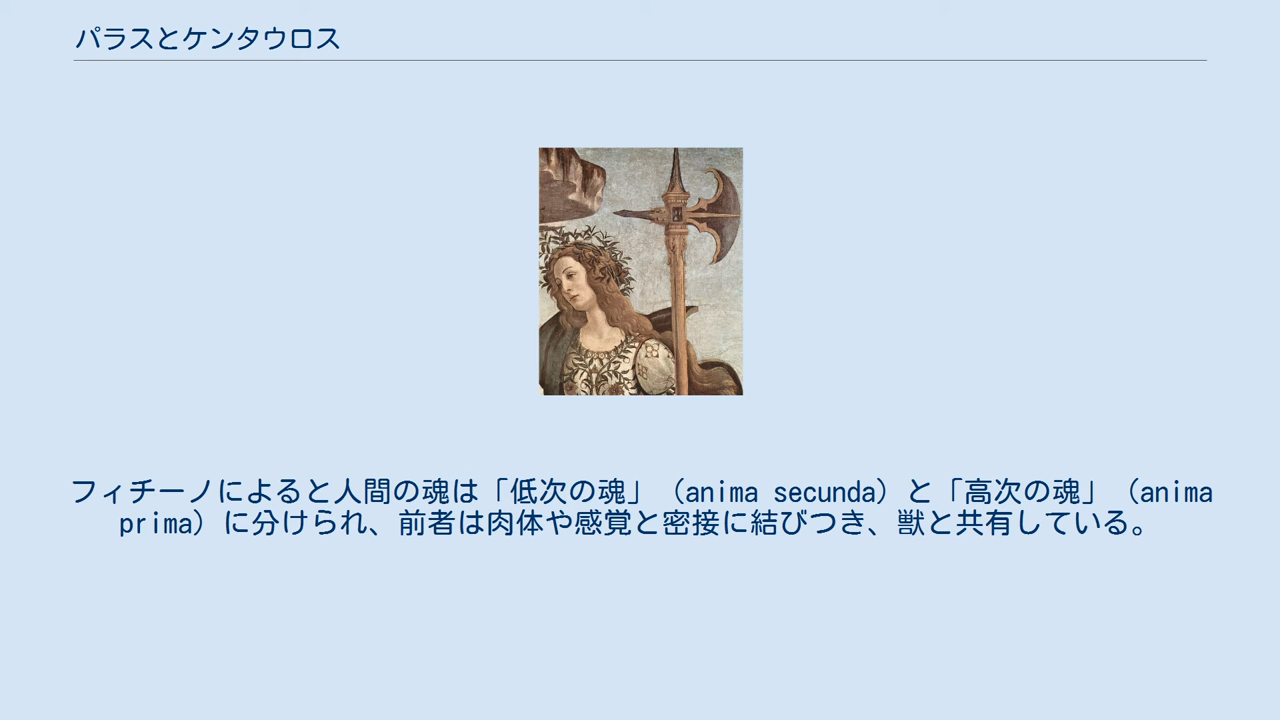 パラスとケンタウロス
フィチーノによると人間の魂は「低次の魂」（anima secunda）と「高次の魂」（anima
prima）に分けられ、前者は肉体や感覚と密接に結びつき、獣と共有している。